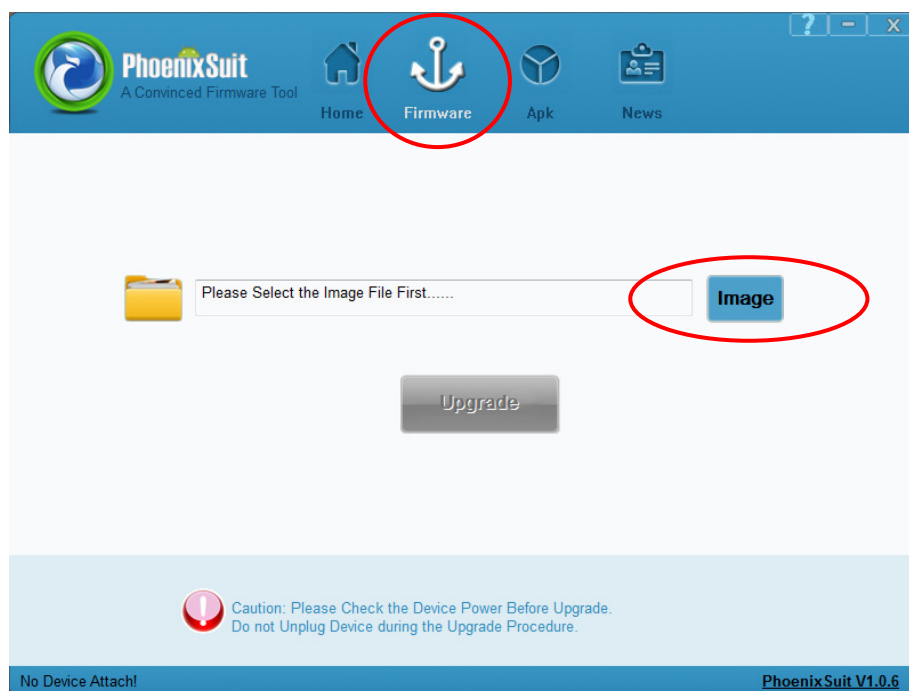 ? – X
PhoenixSuit
A Convinced Firmware Tool
Home Firmware Apk News
Please Select the Image File First......
Image
Upgrade
Caution: Please Check the Device Power Before Upgrade.
Do not Unplug Device during the Upgrade Procedure.
No Device Attach!
PhoenixSuit V1.0.6